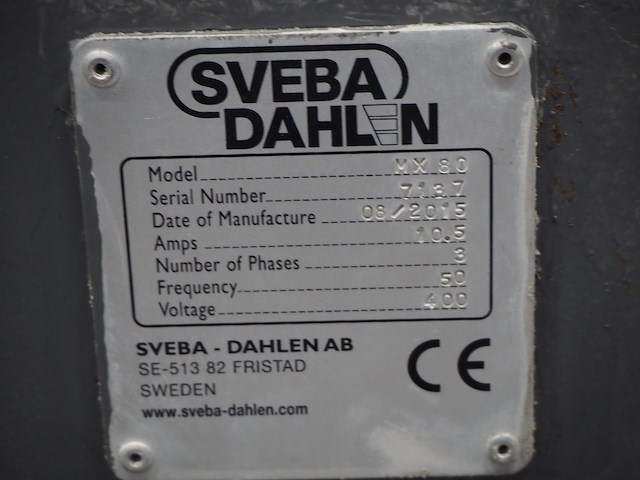 SVEBA
DAHLEN
Model MX 80
Serial Number 7137
Date of Manufacture 08/2015
Amps 10.5
Number of Phases 3
Frequency 50
Voltage 400
SVEBA - DAHLEN AB
SE-513 82 FRISTAD
SWEDEN
www.sveba-dahlen.com
CE